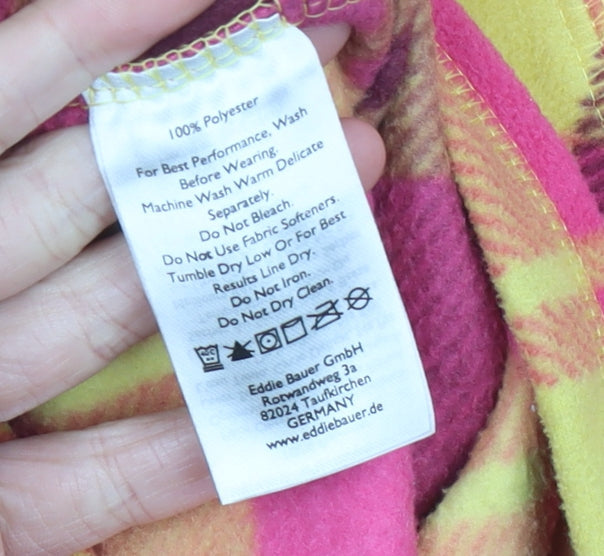 100% Polyester
For Best Performance, Wash
Before Wearing.
Machine Wash Warm Delicate
Separately.
Do Not Bleach.
Do Not Use Fabric Softeners.
Tumble Dry Low Or For Best
Results Line Dry.
Do Not Iron.
Do Not Dry Clean.
Eddie Bauer GmbH
Rotwandweg 3a
82024 Taufkirchen
GERMANY
www.eddiebauer.de